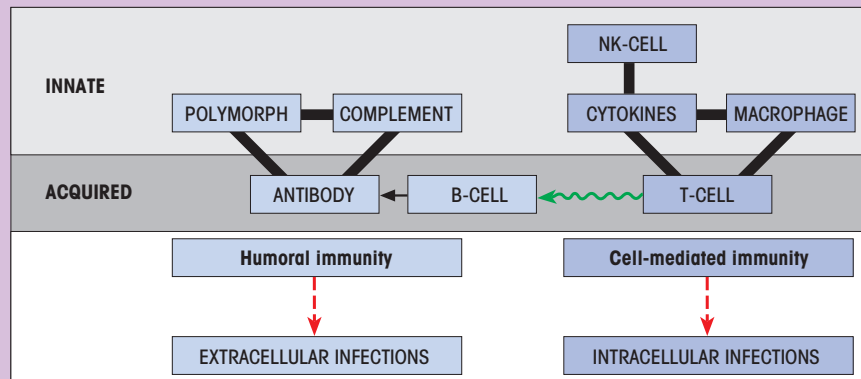 NK-CELL
INNATE
POLYMORPH
COMPLEMENT
CYTOKINES
MACROPHAGE
ACQUIRED
ANTIBODY
B-CELL
T-CELL
Humoral immunity
Cell-mediated immunity
EXTRACELLULAR INFECTIONS
INTRACELLULAR INFECTIONS